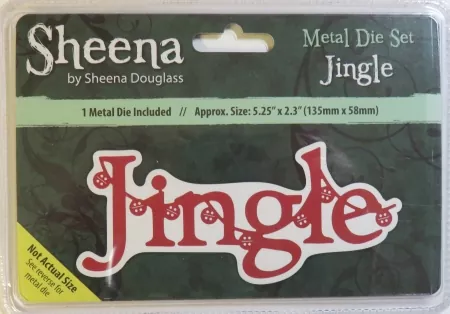 Sheena
by Sheena Douglass
Metal Die Set
Jingle
1 Metal Die Included // Approx. Size: 5.25" x 2.3" (135mm x 58mm)
Jingle
Not Actual Size
See reverse for
metal die